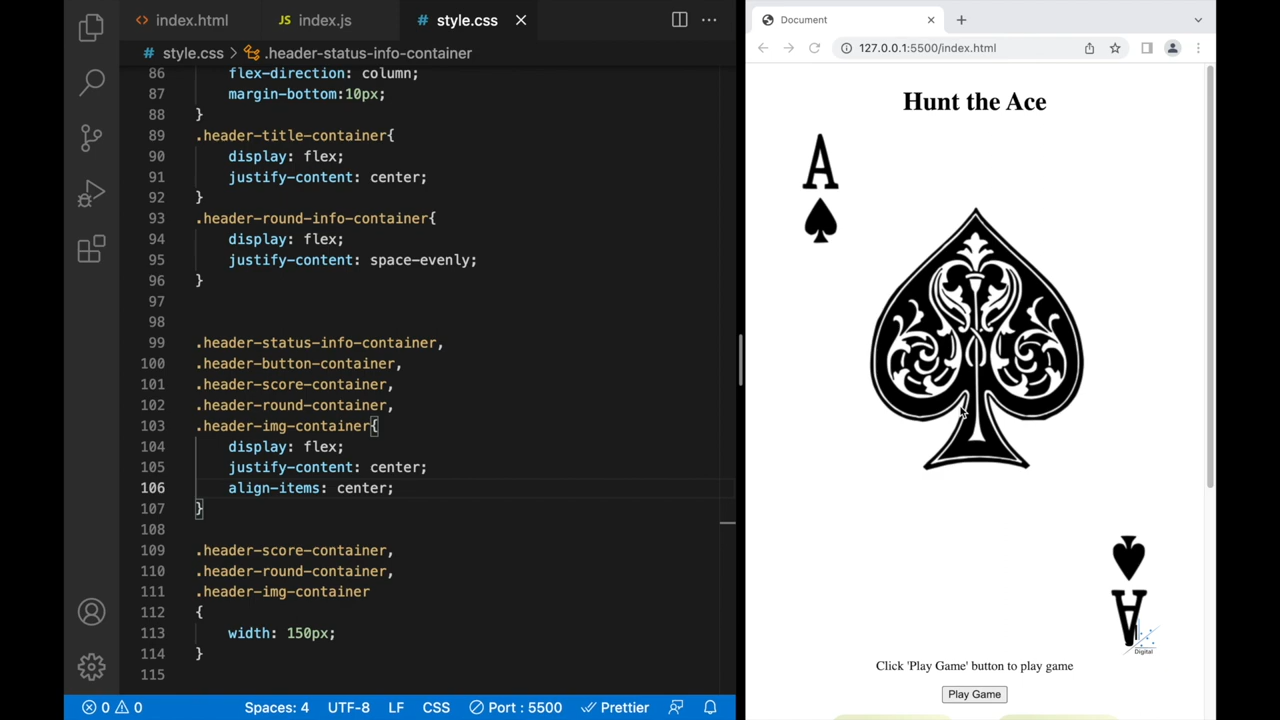 index.html
JS index.js
# style.css
# style.css > .header-status-info-container
86 flex-direction: column;
87 margin-bottom:10px;
88 }
89 .header-title-container{
90 display: flex;
91 justify-content: center;
92 }
93 .header-round-info-container{
94 display: flex;
95 justify-content: space-evenly;
96 }
97
98
99 .header-status-info-container,
100 .header-button-container,
101 .header-score-container,
102 .header-round-container,
103 .header-img-container{
104 display: flex;
105 justify-content: center;
106 align-items: center;
107 }
108
109 .header-score-container,
110 .header-round-container,
111 .header-img-container
112 {
113 width: 150px;
114 }
115
0 0 Spaces: 4 UTF-8 LF CSS Port : 5500 Prettier
Document
127.0.0.1:5500/index.html
Hunt the Ace
A
A
Digital
Click 'Play Game' button to play game
Play Game